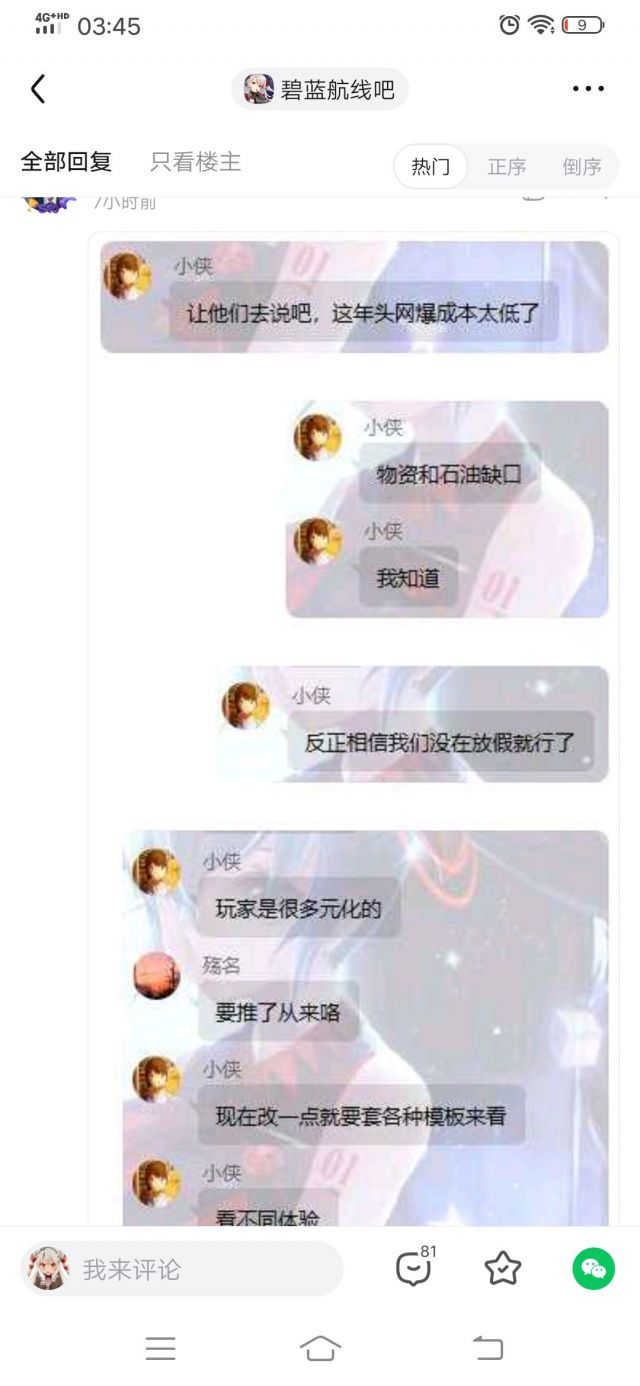 4G+HD 03:45 9
碧蓝航线吧
全部回复 只看楼主 热门 正序 倒序
7小时前
小侠
01
让他们去说吧，这年头网爆成本太低了
小侠
物资和石油缺口
小侠
我知道
01
小侠
反正相信我们没在放假就行了
小侠
玩家是很多元化的
殇名
要推了从来咯
小侠
现在改一点就要套各种模板来看
小侠
01
看不同体验
我来评论 81